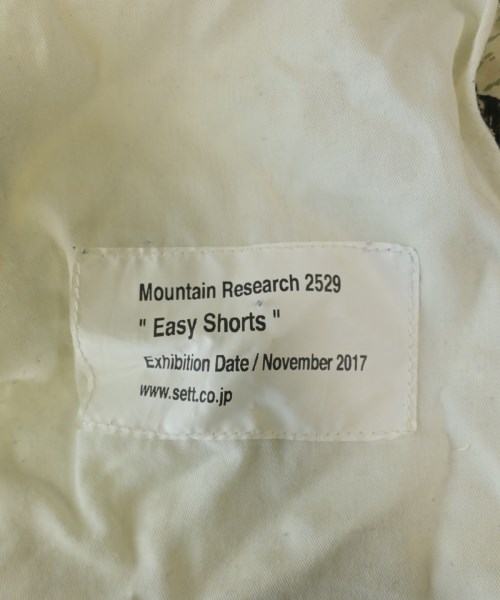 Mountain Research 2529
" Easy Shorts "
Exhibition Date / November 2017
www.sett.co.jp